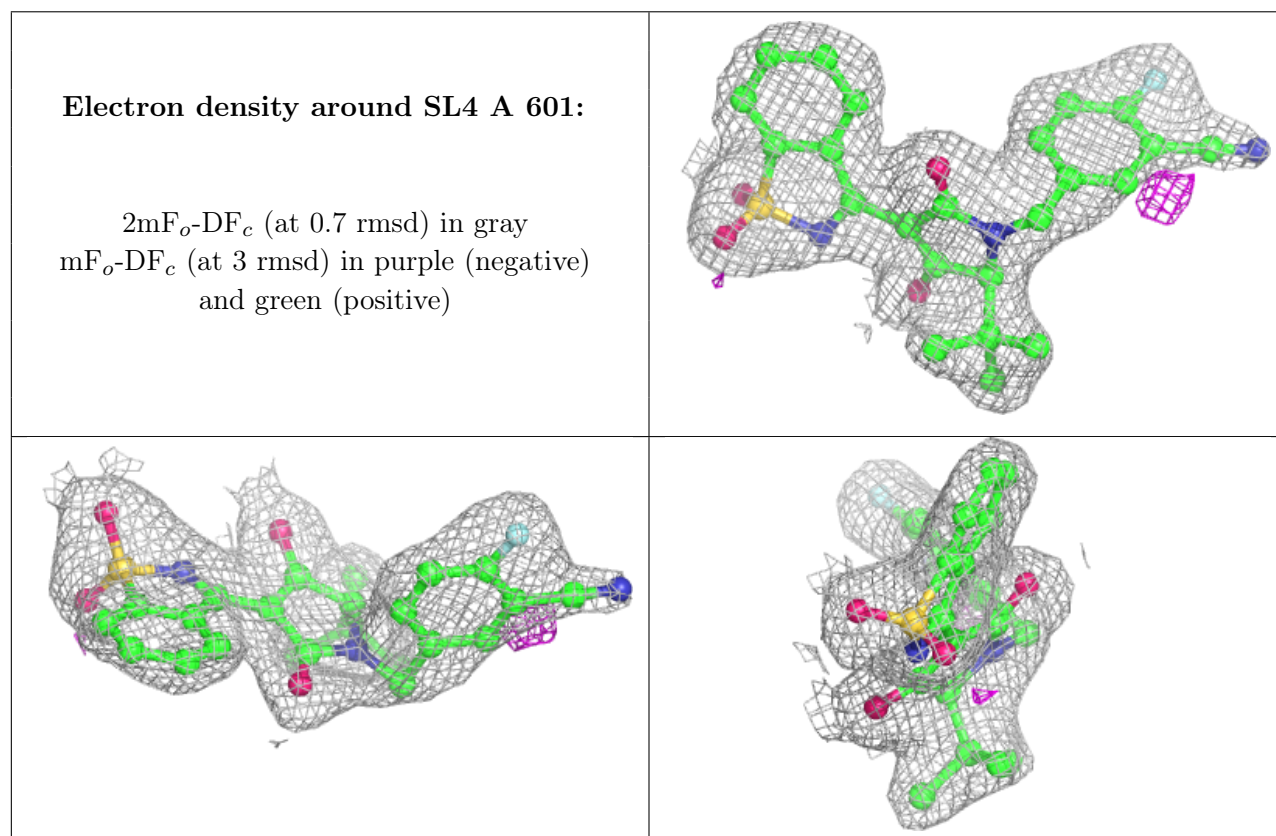 Electron density around SL4 A 601:
2mFo-DFc (at 0.7 rmsd) in gray
mFo-DFc (at 3 rmsd) in purple (negative)
and green (positive)